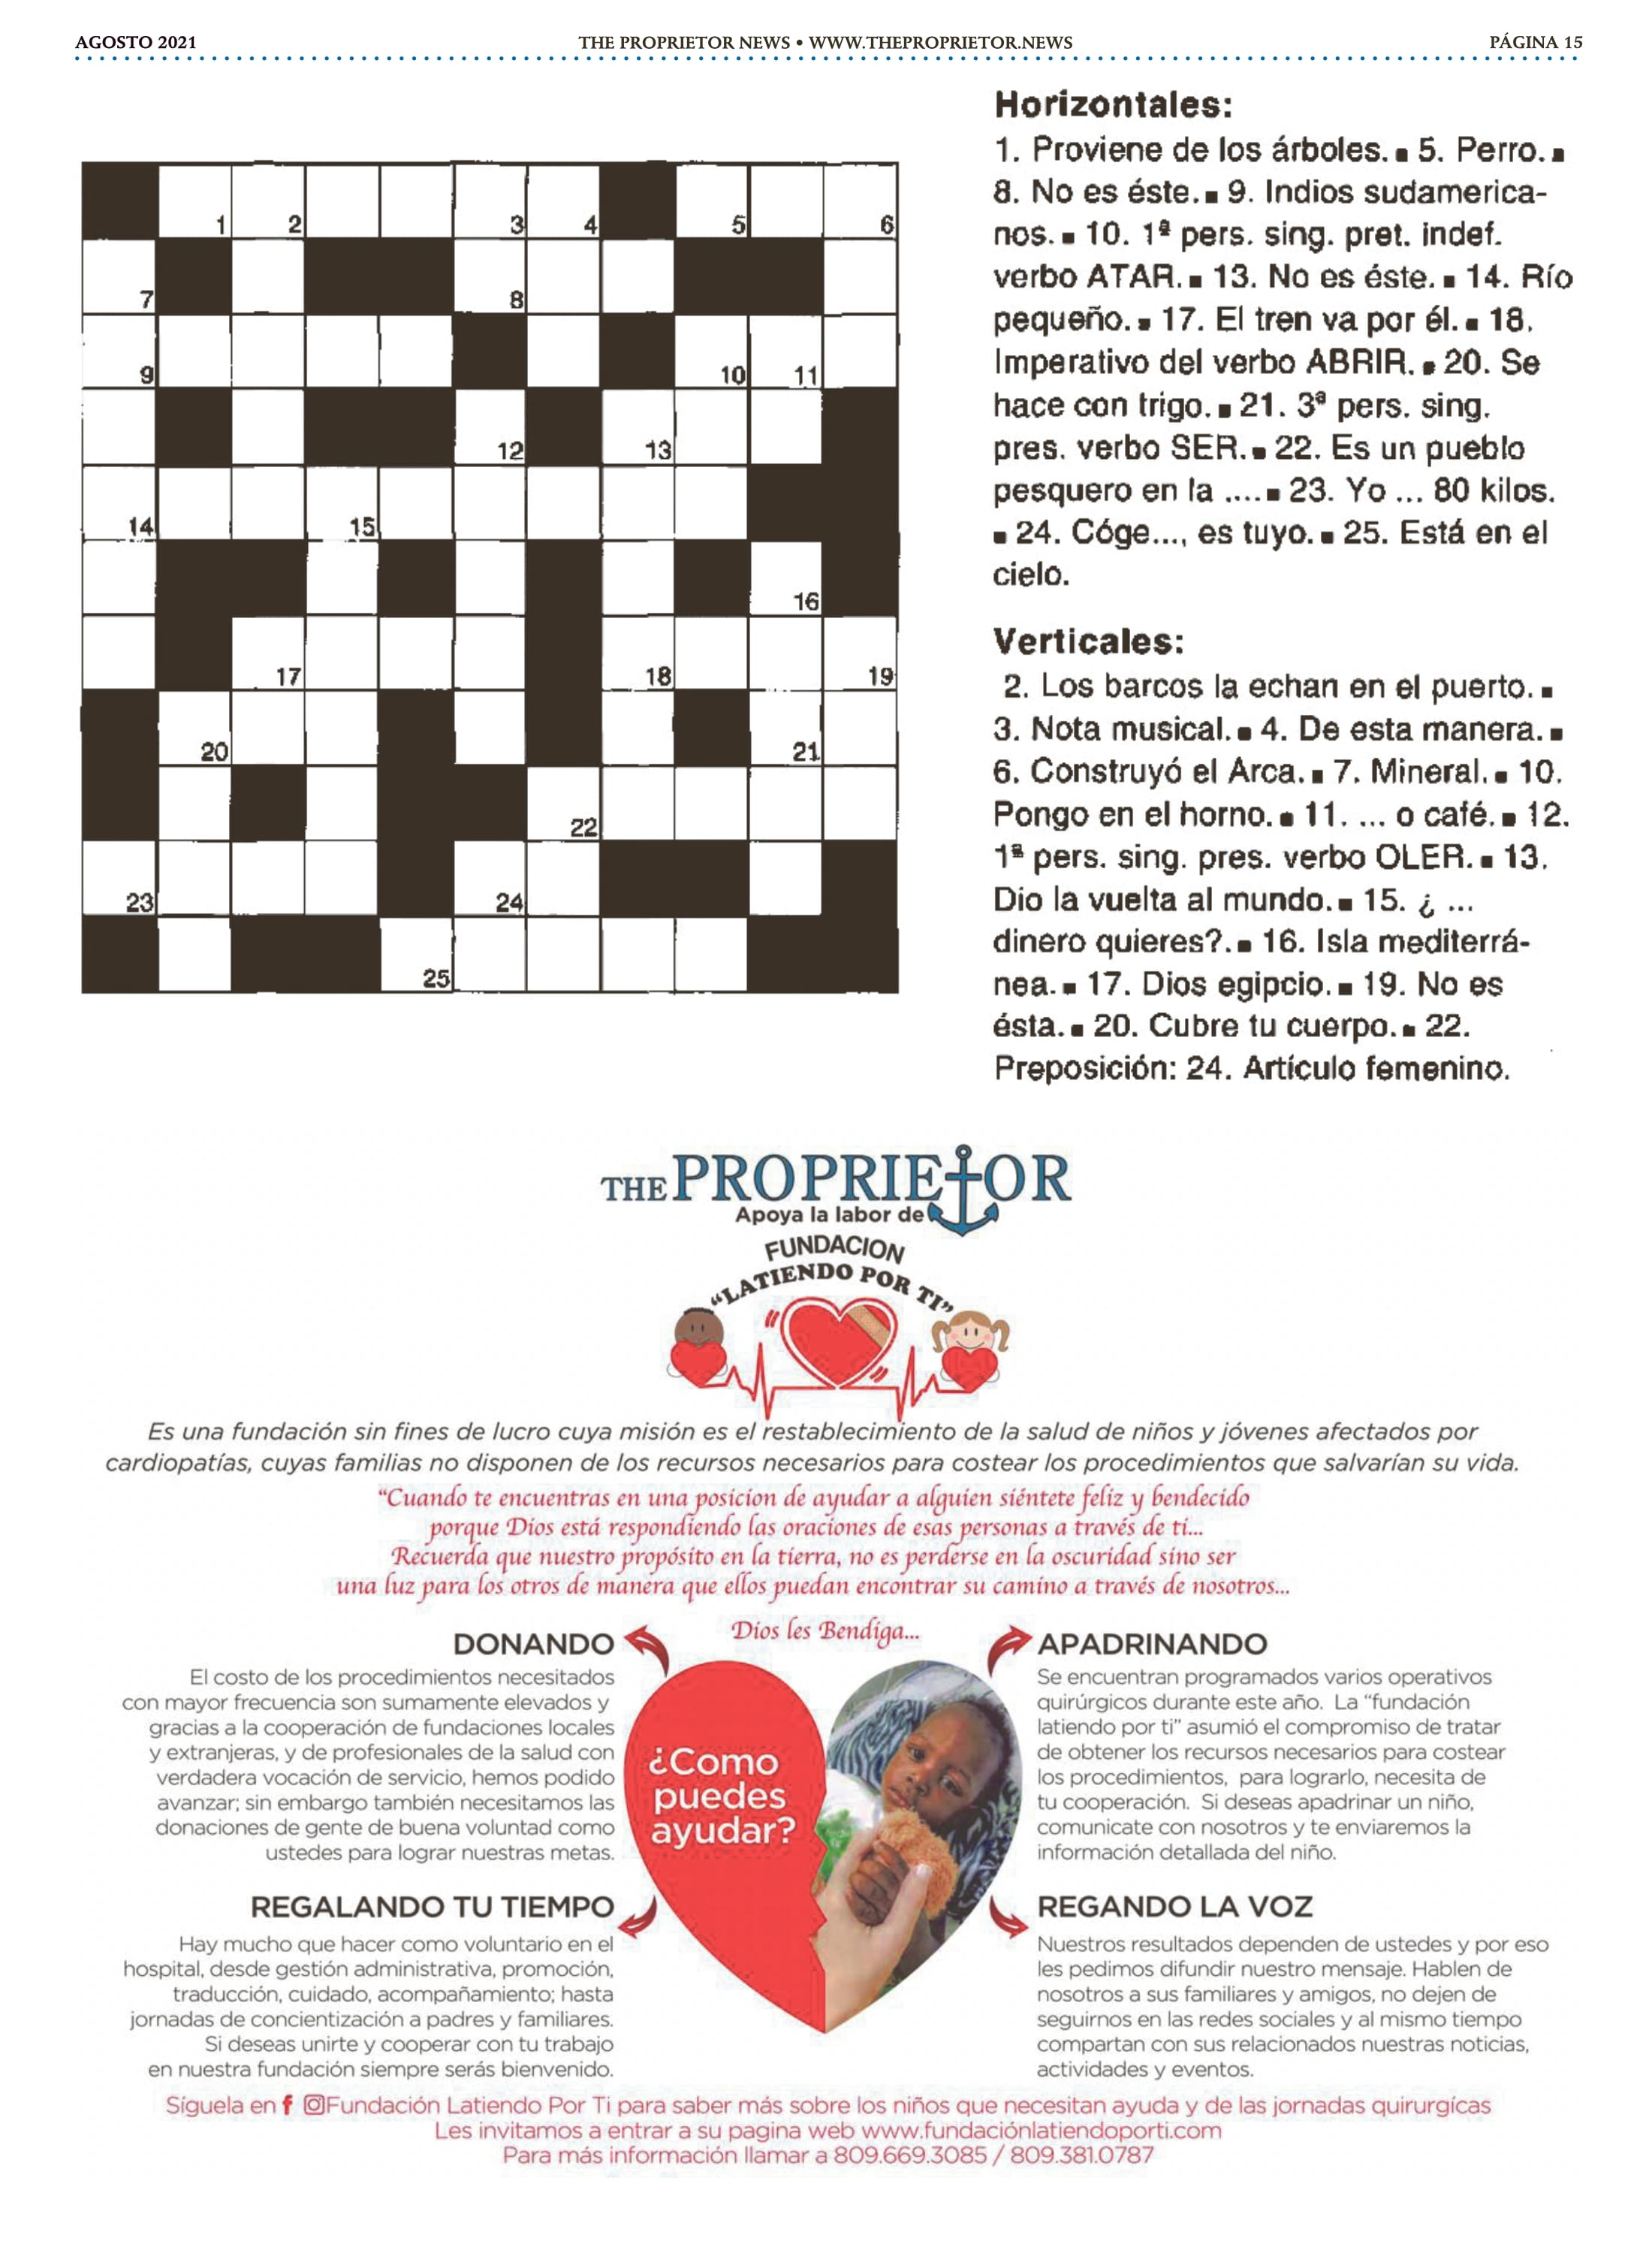 AGOSTO 2021
THE PROPRIETOR NEWS • WWW.THEPROPRIETOR.NEWS
PÁGINA 15
1 2 3 4 5 6
7 8
9 10 11
12 13
14 15
16
17 18 19
20 21
22
23 24
25
Horizontales:
1. Proviene de los árboles. ■ 5. Perro. ■
8. No es éste. ■ 9. Indios sudamerica-
nos. ■ 10. 1ª pers. sing. pret. indef.
verbo ATAR. ■ 13. No es éste. ■ 14. Río
pequeño. ■ 17. El tren va por él. ■ 18.
Imperativo del verbo ABRIR. ■ 20. Se
hace con trigo. ■ 21. 3ª pers. sing.
pres. verbo SER. ■ 22. Es un pueblo
pesquero en la .... ■ 23. Yo ... 80 kilos.
■ 24. Cóge..., es tuyo. ■ 25. Está en el
cielo.
Verticales:
2. Los barcos la echan en el puerto. ■
3. Nota musical. ■ 4. De esta manera. ■
6. Construyó el Arca. ■ 7. Mineral. ■ 10.
Pongo en el horno. ■ 11. ... o café. ■ 12.
1ª pers. sing. pres. verbo OLER. ■ 13.
Dio la vuelta al mundo. ■ 15. ¿ ...
dinero quieres?. ■ 16. Isla mediterrá-
nea. ■ 17. Dios egipcio. ■ 19. No es
ésta. ■ 20. Cubre tu cuerpo. ■ 22.
Preposición: 24. Artículo femenino.
THE PROPRIETOR
Apoya la labor de
FUNDACION
“LATIENDO POR TI”
Es una fundación sin fines de lucro cuya misión es el restablecimiento de la salud de niños y jóvenes afectados por
cardiopatías, cuyas familias no disponen de los recursos necesarios para costear los procedimientos que salvarían su vida.
“Cuando te encuentras en una posicion de ayudar a alguien siéntete feliz y bendecido
porque Dios está respondiendo las oraciones de esas personas a través de ti...
Recuerda que nuestro propósito en la tierra, no es perderse en la oscuridad sino ser
una luz para los otros de manera que ellos puedan encontrar su camino a través de nosotros...
Dios les Bendiga...
DONANDO
El costo de los procedimientos necesitados
con mayor frecuencia son sumamente elevados y
gracias a la cooperación de fundaciones locales
y extranjeras, y de profesionales de la salud con
verdadera vocación de servicio, hemos podido
avanzar; sin embargo también necesitamos las
donaciones de gente de buena voluntad como
ustedes para lograr nuestras metas.
¿Como
puedes
ayudar?
APADRINANDO
Se encuentran programados varios operativos
quirúrgicos durante este año. La “fundación
latiendo por ti” asumió el compromiso de tratar
de obtener los recursos necesarios para costear
los procedimientos, para lograrlo, necesita de
tu cooperación. Si deseas apadrinar un niño,
comunicate con nosotros y te enviaremos la
información detallada del niño.
REGALANDO TU TIEMPO
Hay mucho que hacer como voluntario en el
hospital, desde gestión administrativa, promoción,
traducción, cuidado, acompañamiento; hasta
jornadas de concientización a padres y familiares.
Si deseas unirte y cooperar con tu trabajo
en nuestra fundación siempre serás bienvenido.
REGANDO LA VOZ
Nuestros resultados dependen de ustedes y por eso
les pedimos difundir nuestro mensaje. Hablen de
nosotros a sus familiares y amigos, no dejen de
seguirnos en las redes sociales y al mismo tiempo
compartan con sus relacionados nuestras noticias,
actividades y eventos.
Síguela en f Fundación Latiendo Por Ti para saber más sobre los niños que necesitan ayuda y de las jornadas quirurgícas
Les invitamos a entrar a su pagina web www.fundaciónlatiendoporti.com
Para más información llamar a 809.669.3085 / 809.381.0787